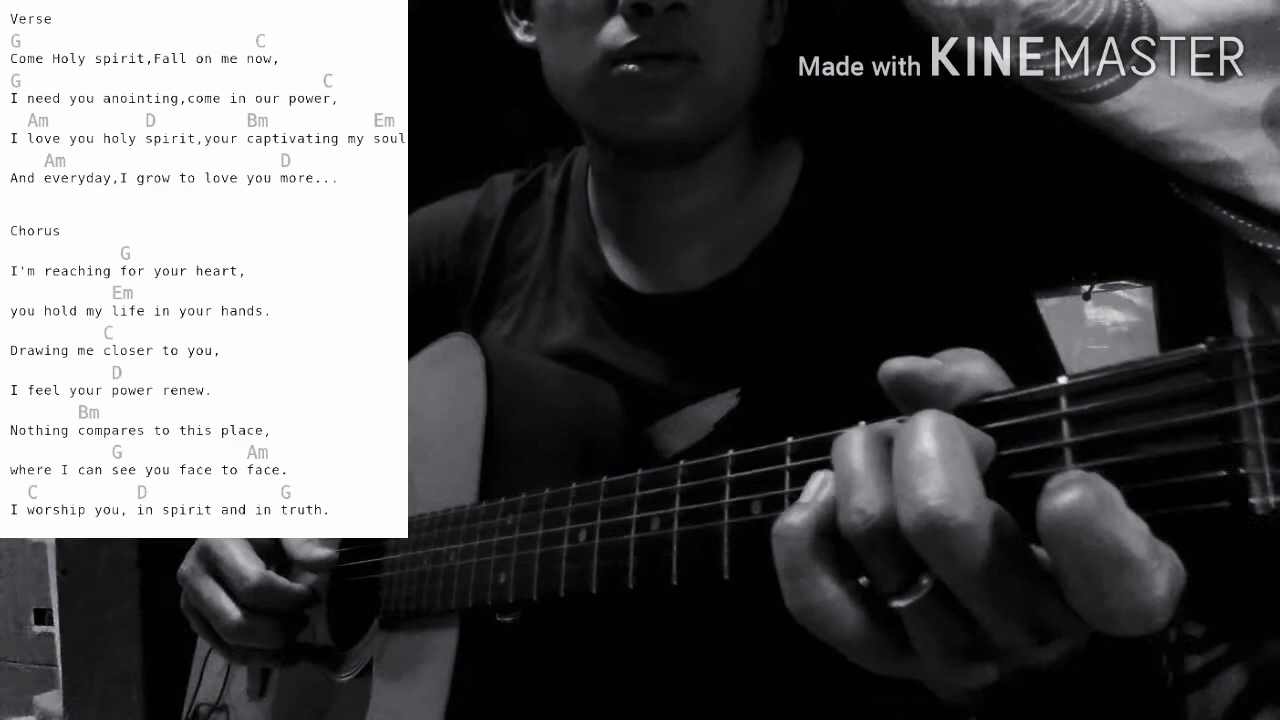 Verse
G C
Come Holy spirit,Fall on me now,
G C
I need you anointing,come in our power,
Am D Bm Em
I love you holy spirit,your captivating my soul
Am D
And everyday,I grow to love you more...
Chorus
G
I'm reaching for your heart,
Em
you hold my life in your hands.
C
Drawing me closer to you,
D
I feel your power renew.
Bm
Nothing compares to this place,
G Am
where I can see you face to face.
C D G
I worship you, in spirit and in truth.
Made with KINEMASTER